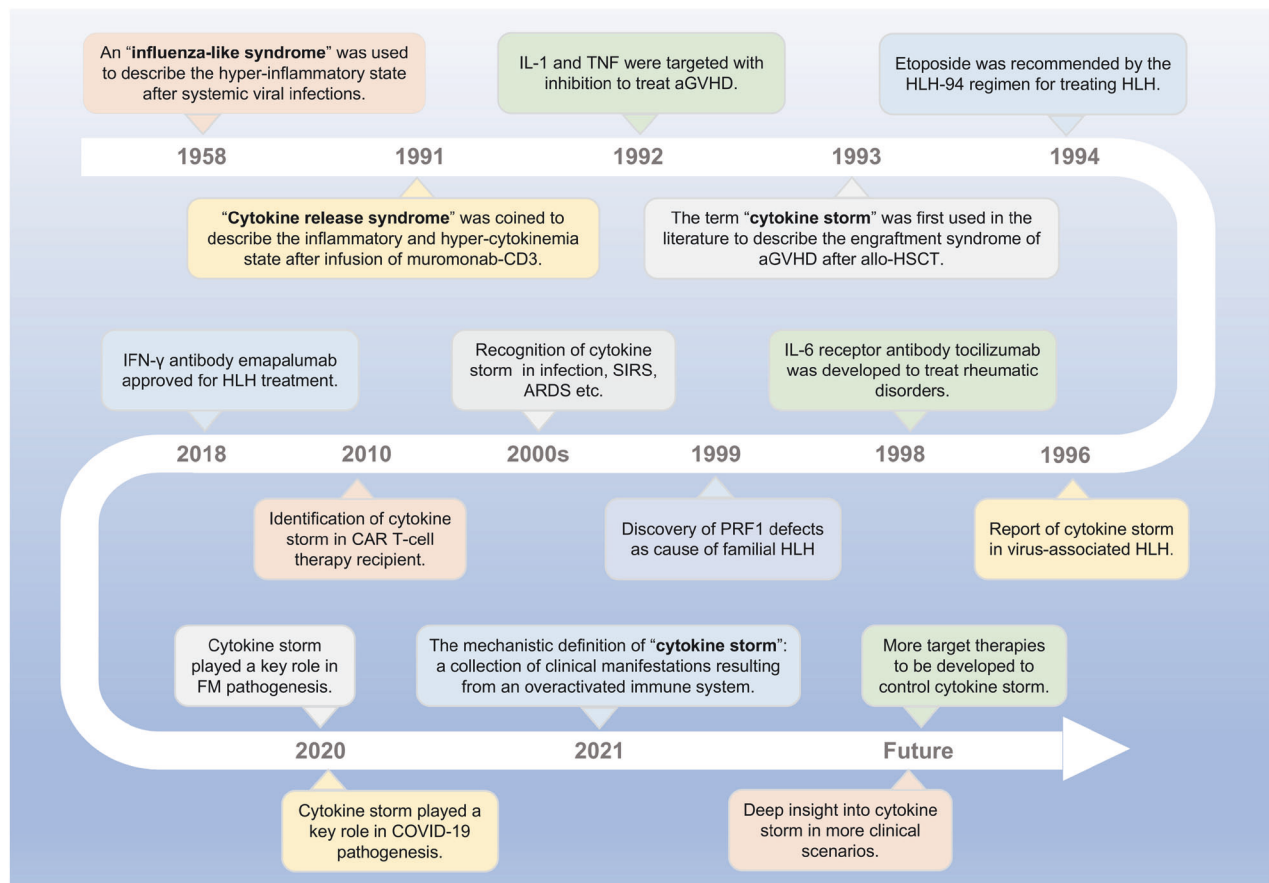 An “influenza-like syndrome” was used
to describe the hyper-inflammatory state
after systemic viral infections.
IL-1 and TNF were targeted with
inhibition to treat aGVHD.
Etoposide was recommended by the
HLH-94 regimen for treating HLH.
1958
1991
1992
1993
1994
“Cytokine release syndrome” was coined to
describe the inflammatory and hyper-cytokinemia
state after infusion of muromonab-CD3.
The term “cytokine storm” was first used in the
literature to describe the engraftment syndrome of
aGVHD after allo-HSCT.
IFN-γ antibody emapalumab
approved for HLH treatment.
Recognition of cytokine
storm in infection, SIRS,
ARDS etc.
IL-6 receptor antibody tocilizumab
was developed to treat rheumatic
disorders.
2018
2010
2000s
1999
1998
1996
Identification of cytokine
storm in CAR T-cell
therapy recipient.
Discovery of PRF1 defects
as cause of familial HLH
Report of cytokine storm
in virus-associated HLH.
Cytokine storm
played a key role in
FM pathogenesis.
The mechanistic definition of “cytokine storm”:
a collection of clinical manifestations resulting
from an overactivated immune system.
More target therapies
to be developed to
control cytokine storm.
2020
2021
Future
Cytokine storm played a
key role in COVID-19
pathogenesis.
Deep insight into cytokine
storm in more clinical
scenarios.